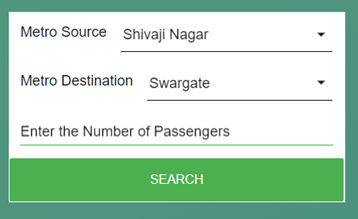 Metro Source Shivaji Nagar
Metro Destination Swargate
Enter the Number of Passengers
SEARCH